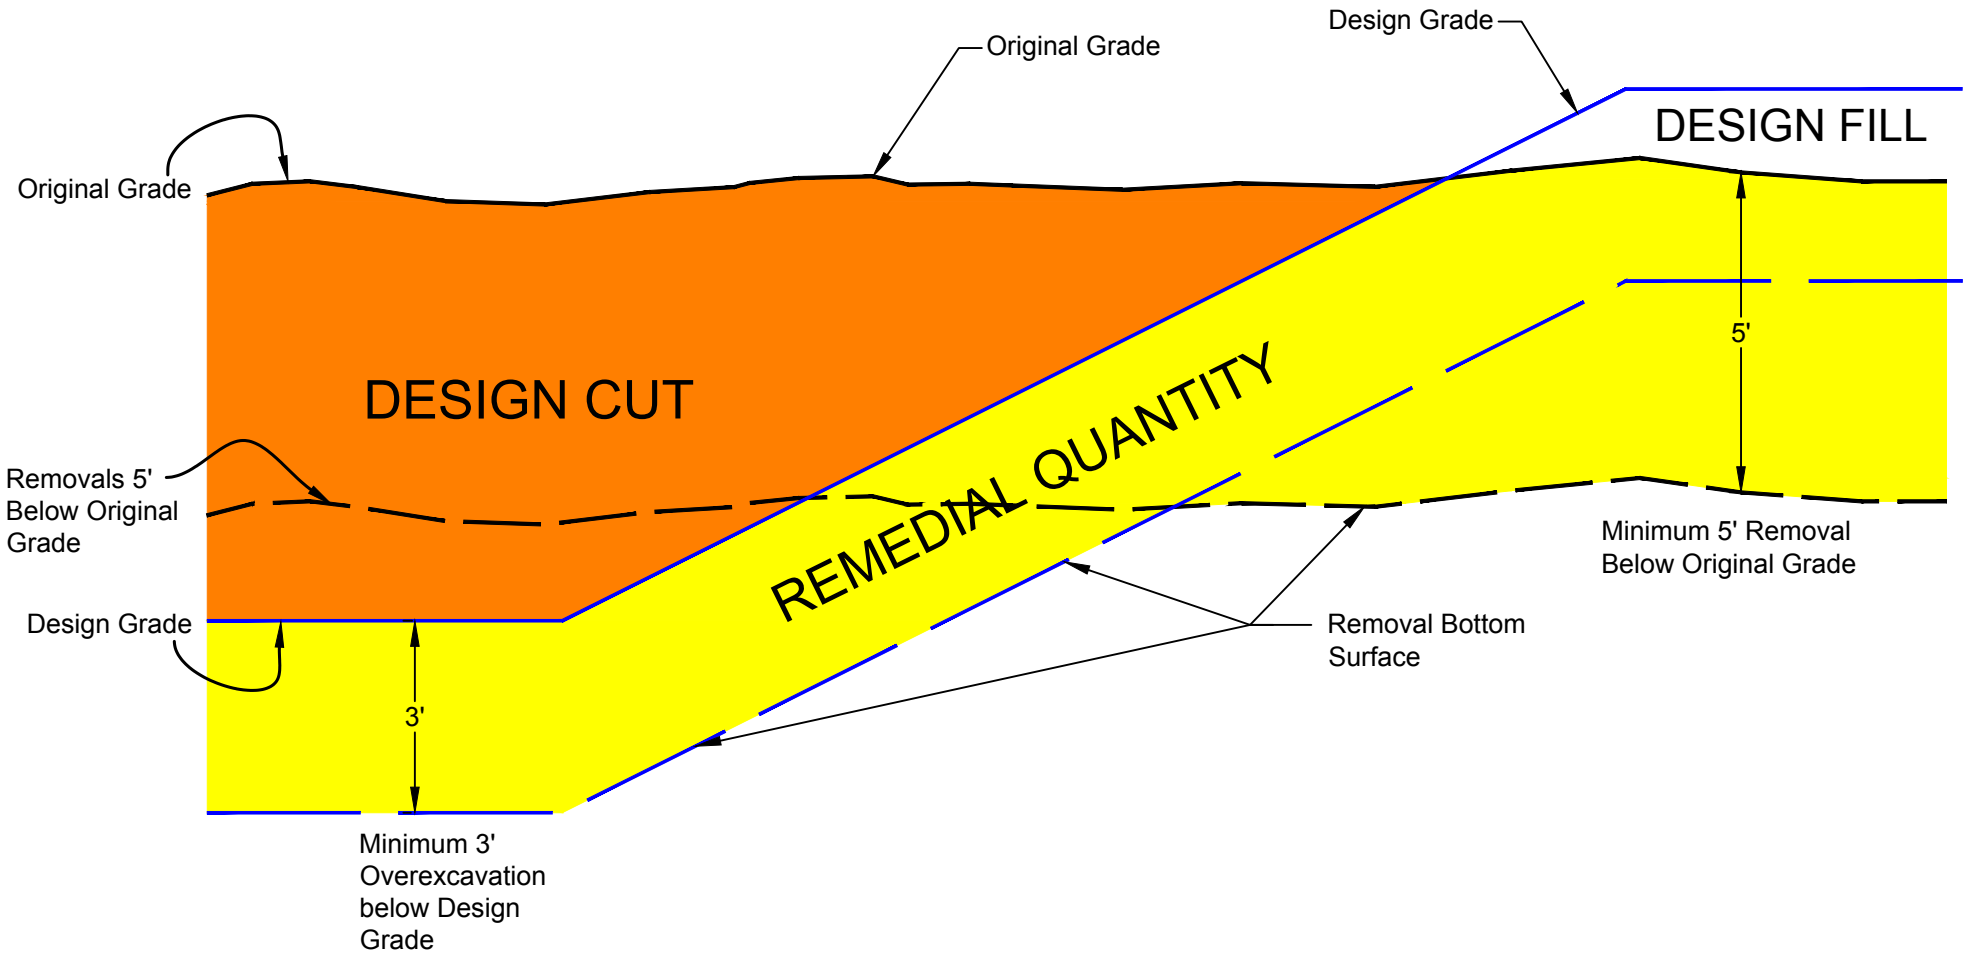 Design Grade
Original Grade
DESIGN FILL
Original Grade
5'
DESIGN CUT
REMEDIAL QUANTITY
Removals 5'
Below Original
Grade
Minimum 5' Removal
Below Original Grade
Design Grade
Removal Bottom
Surface
3'
Minimum 3'
Overexcavation
below Design
Grade